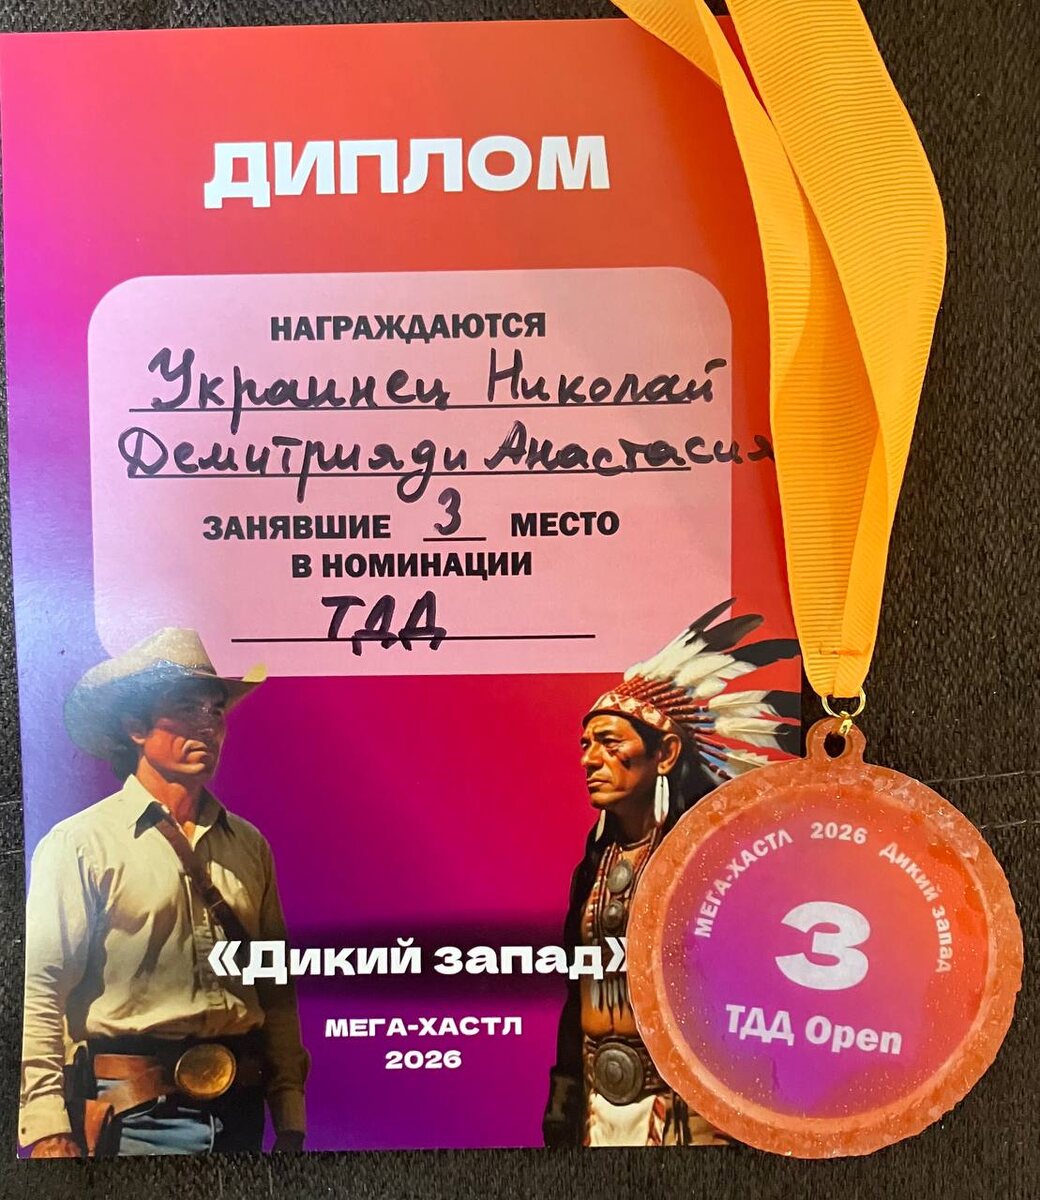 ДИПЛОМ
НАГРАЖДАЮТСЯ
Украинец Николай
Демитрияди Анастасия
ЗАНЯВШИЕ 3 МЕСТО
В НОМИНАЦИИ
ТДД
«Дикий запад»
МЕГА-ХАСТЛ
2026
МЕГА-ХАСТЛ 2026 Дикий запад
3
ТДД Open